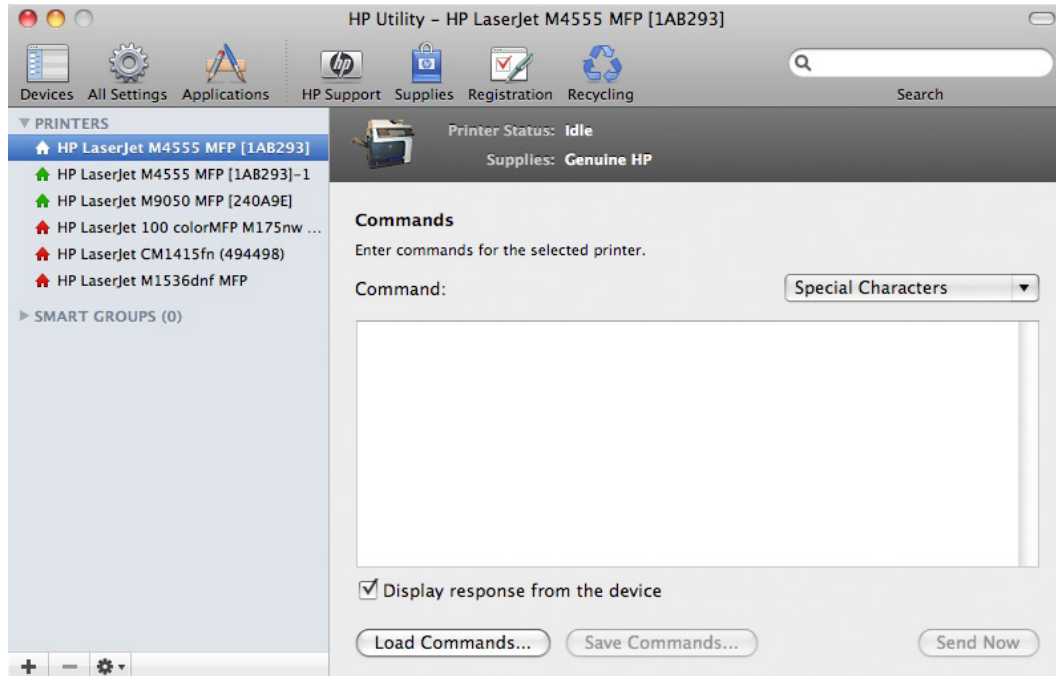 HP Utility – HP LaserJet M4555 MFP [1AB293]
Devices All Settings Applications HP Support Supplies Registration Recycling Search
PRINTERS
HP LaserJet M4555 MFP [1AB293]
HP LaserJet M4555 MFP [1AB293]-1
HP LaserJet M9050 MFP [240A9E]
HP LaserJet 100 colorMFP M175nw ...
HP LaserJet CM1415fn (494498)
HP LaserJet M1536dnf MFP
SMART GROUPS (0)
Printer Status: Idle
Supplies: Genuine HP
Commands
Enter commands for the selected printer.
Command: Special Characters
Display response from the device
Load Commands... Save Commands... Send Now